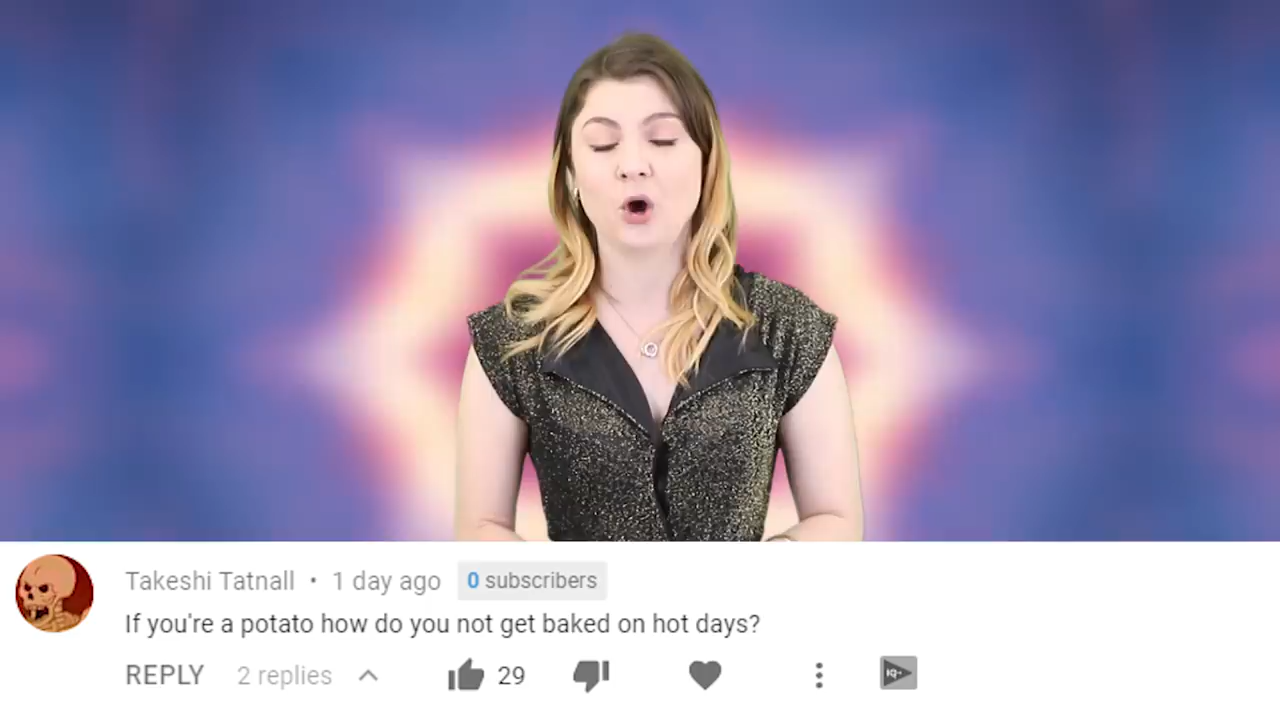 Takeshi Tatnall • 1 day ago 0 subscribers
If you're a potato how do you not get baked on hot days?
REPLY 2 replies 29
IQ+